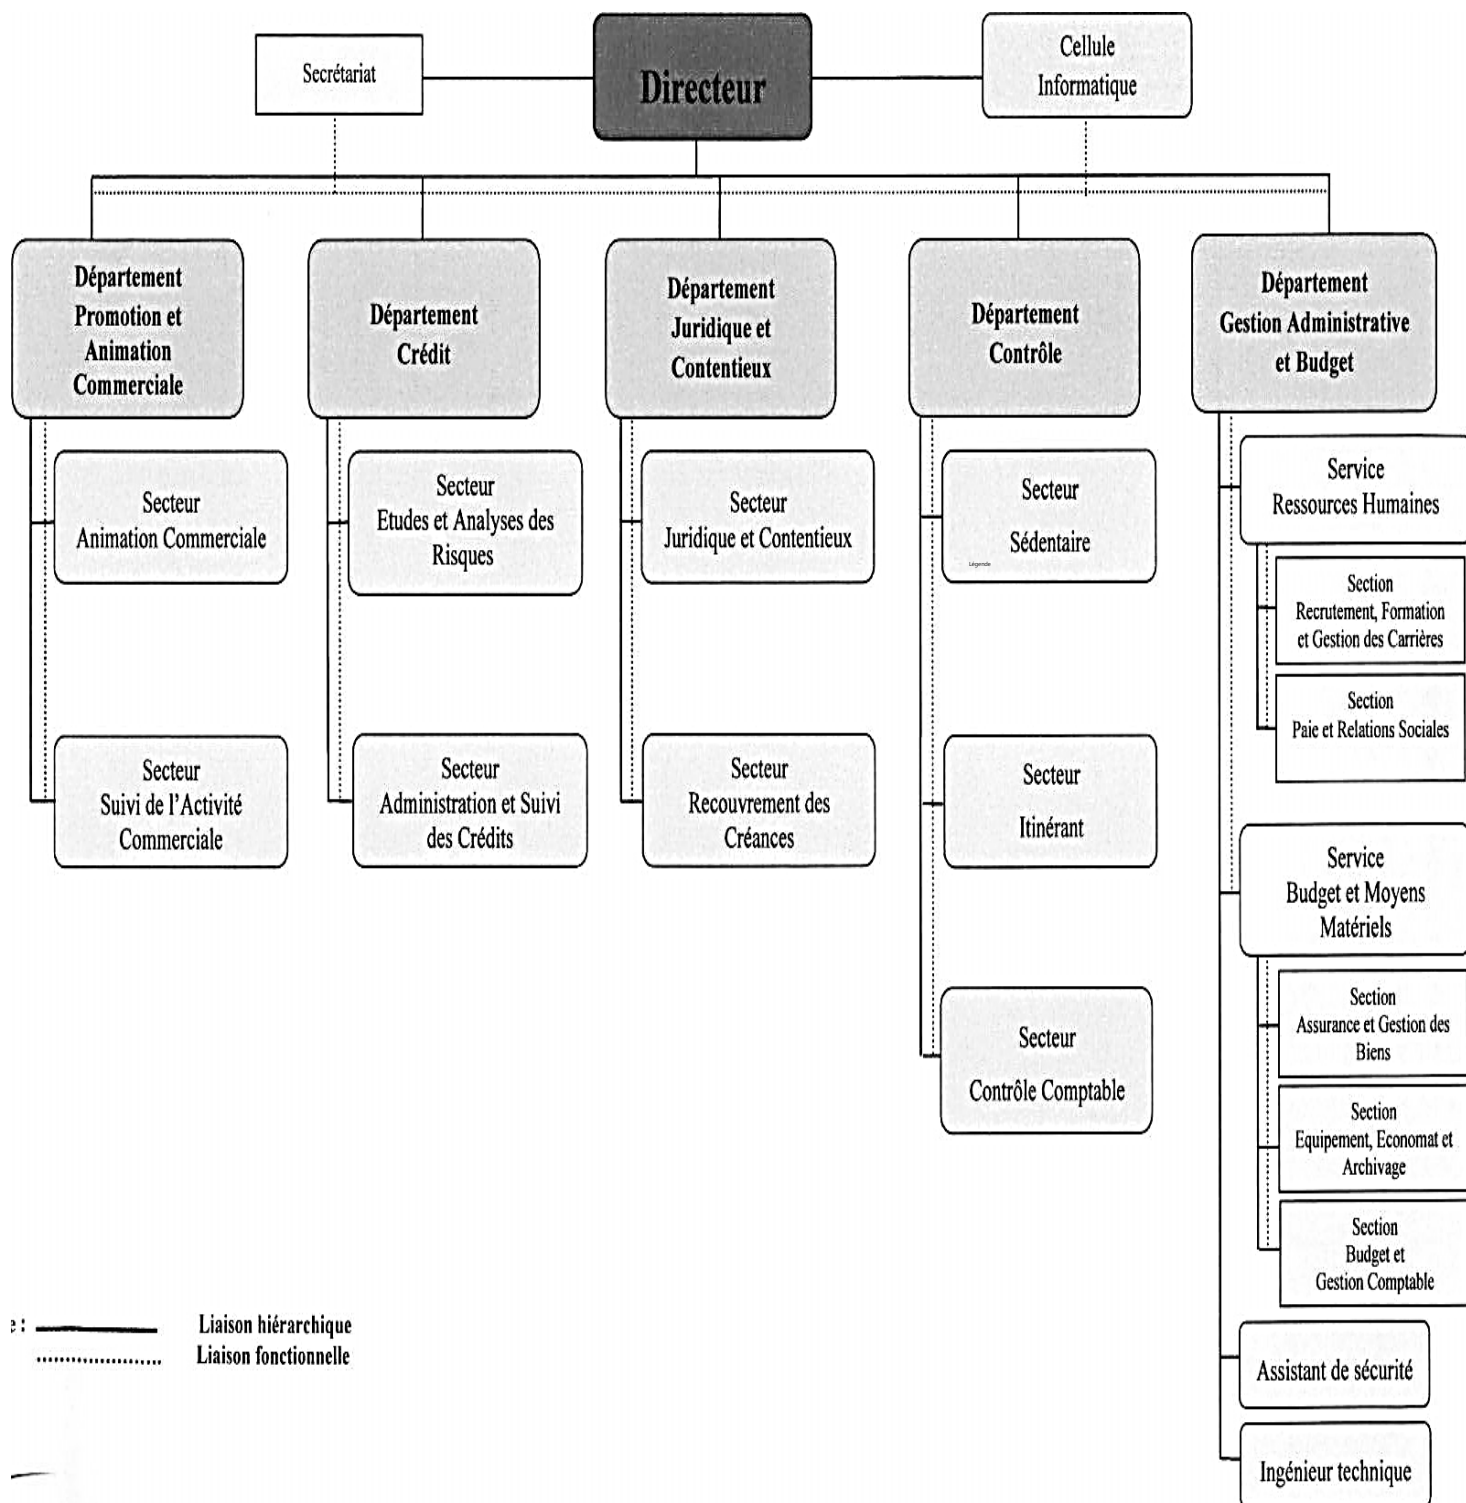 Secrétariat
Directeur
Cellule
Informatique
Département
Promotion et
Animation
Commerciale
Département
Crédit
Département
Juridique et
Contentieux
Département
Contrôle
Département
Gestion Administrative
et Budget
Secteur
Animation Commerciale
Secteur
Suivi de l'Activité
Commerciale
Secteur
Etudes et Analyses des
Risques
Secteur
Administration et Suivi
des Crédits
Secteur
Juridique et Contentieux
Secteur
Recouvrement des
Créances
Secteur
Sédentaire
Légende
Secteur
Itinérant
Secteur
Contrôle Comptable
Service
Ressources Humaines
Section
Recrutement, Formation
et Gestion des Carrières
Section
Paie et Relations Sociales
Service
Budget et Moyens
Matériels
Section
Assurance et Gestion des
Biens
Section
Equipement, Economat et
Archivage
Section
Budget et
Gestion Comptable
Assistant de sécurité
Ingénieur technique
e :
Liaison hiérarchique
Liaison fonctionnelle